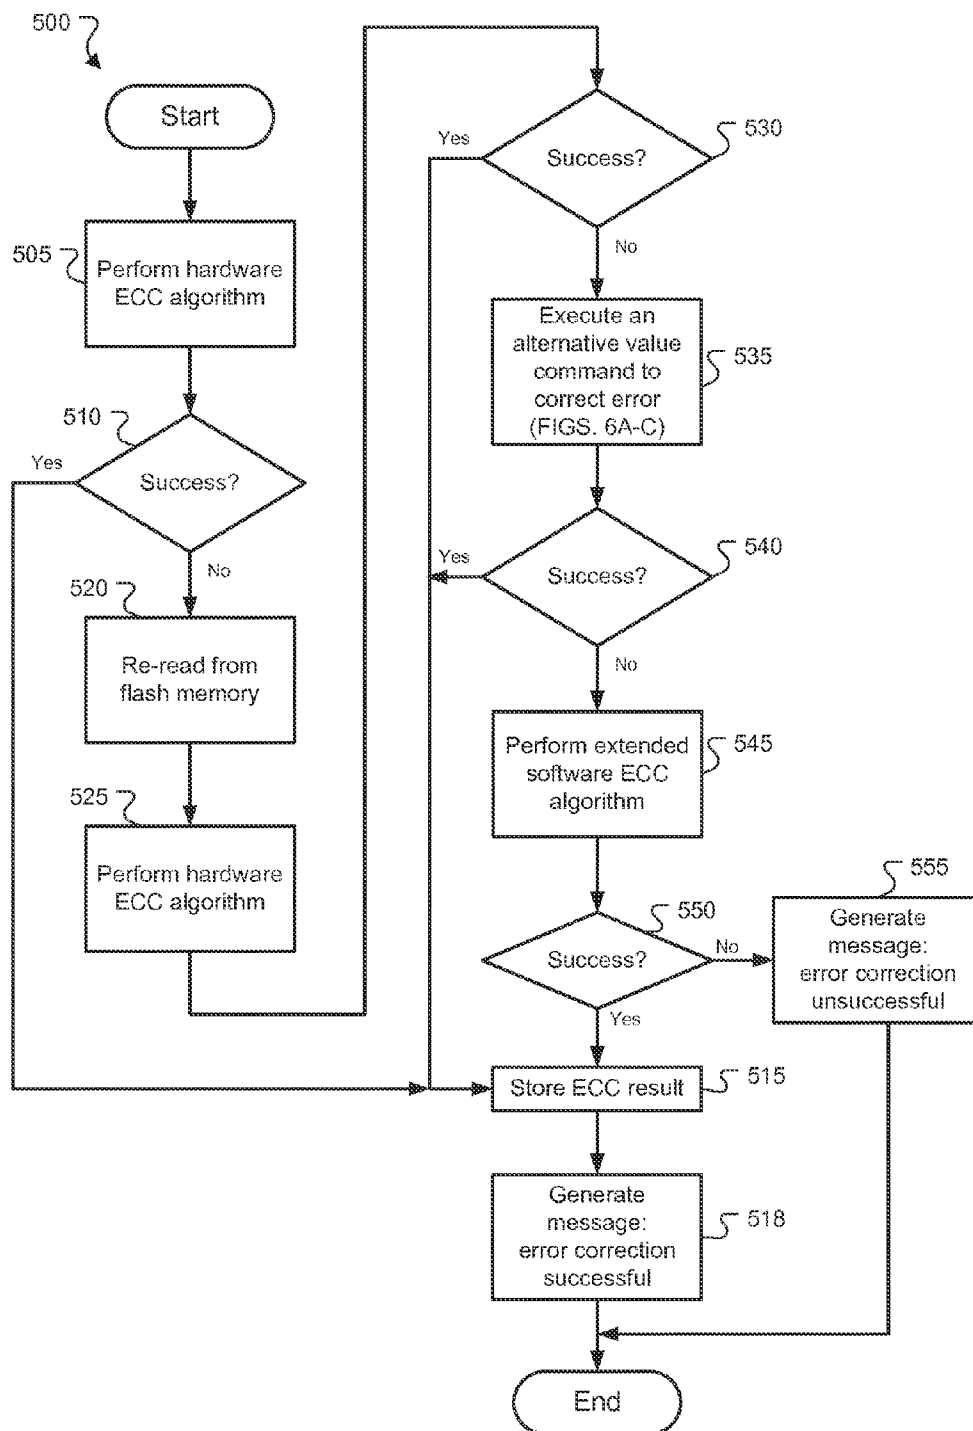 500
Start
505
Perform hardware
ECC algorithm
510
Yes
Success?
No
520
Re-read from
flash memory
525
Perform hardware
ECC algorithm
530
Yes
Success?
No
Execute an
alternative value
command to
correct error
(FIGS. 6A-C)
535
540
Yes
Success?
No
Perform extended
software ECC
algorithm
545
550
Success?
No
Yes
555
Generate
message:
error correction
unsuccessful
Store ECC result
515
Generate
message:
error correction
successful
518
End